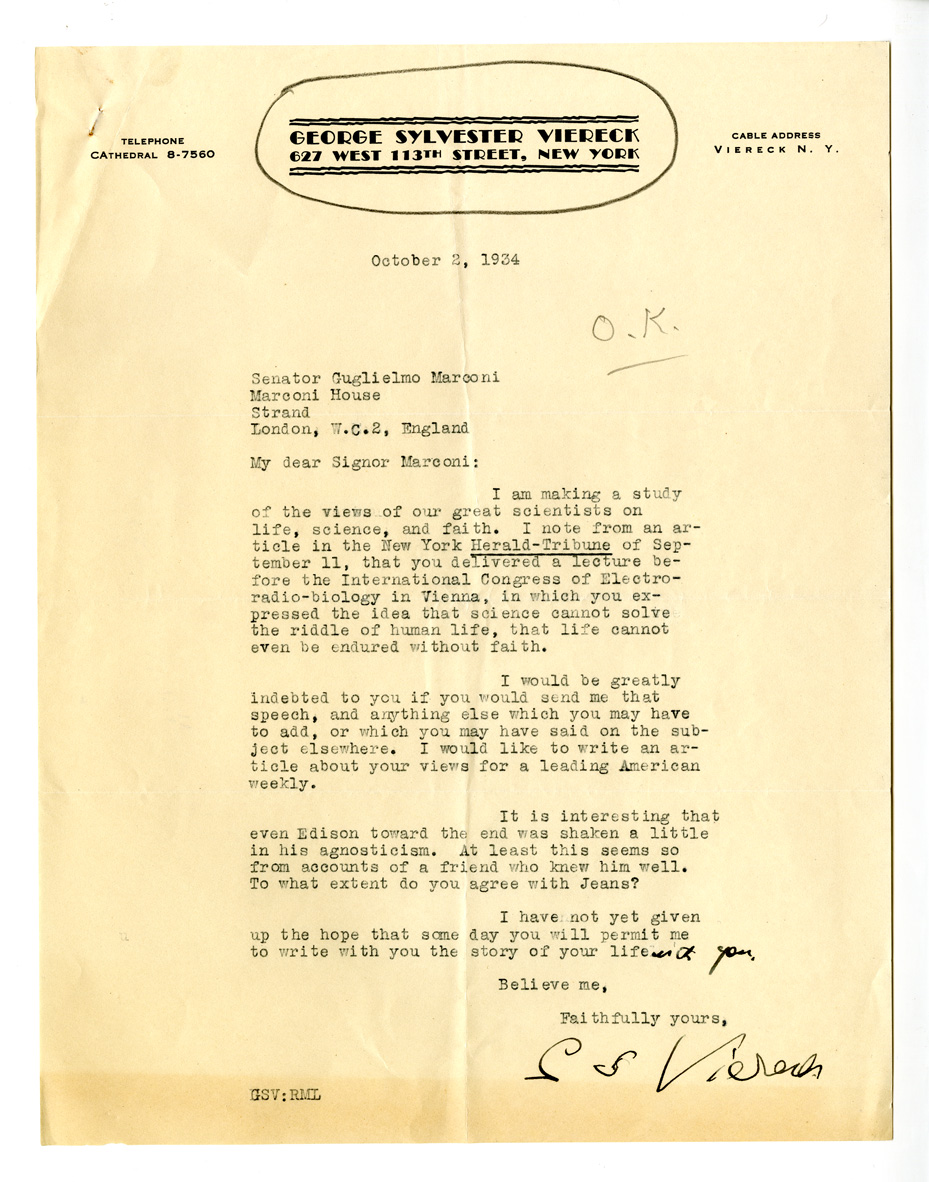 TELEPHONE
CATHEDRAL 8-7560
GEORGE SYLVESTER VIERECK
627 WEST 113TH STREET, NEW YORK
CABLE ADDRESS
VIERECK N. Y.
October 2, 1934
O.K.
Senator Guglielmo Marconi
Marconi House
Strand
London, W.C.2, England
My dear Signor Marconi:
I am making a study
of the views of our great scientists on
life, science, and faith. I note from an ar-
ticle in the New York Herald-Tribune of Sep-
tember 11, that you delivered a lecture be-
fore the International Congress of Electro-
radio-biology in Vienna, in which you ex-
pressed the idea that science cannot solve
the riddle of human life, that life cannot
even be endured without faith.
I would be greatly
indebted to you if you would send me that
speech, and anything else which you may have
to add, or which you may have said on the sub-
ject elsewhere. I would like to write an ar-
ticle about your views for a leading American
weekly.
It is interesting that
even Edison toward the end was shaken a little
in his agnosticism. At least this seems so
from accounts of a friend who knew him well.
To what extent do you agree with Jeans?
I have not yet given
up the hope that some day you will permit me
to write with you the story of your life you.
Believe me,
Faithfully yours,
G S Viereck
GSV:RML